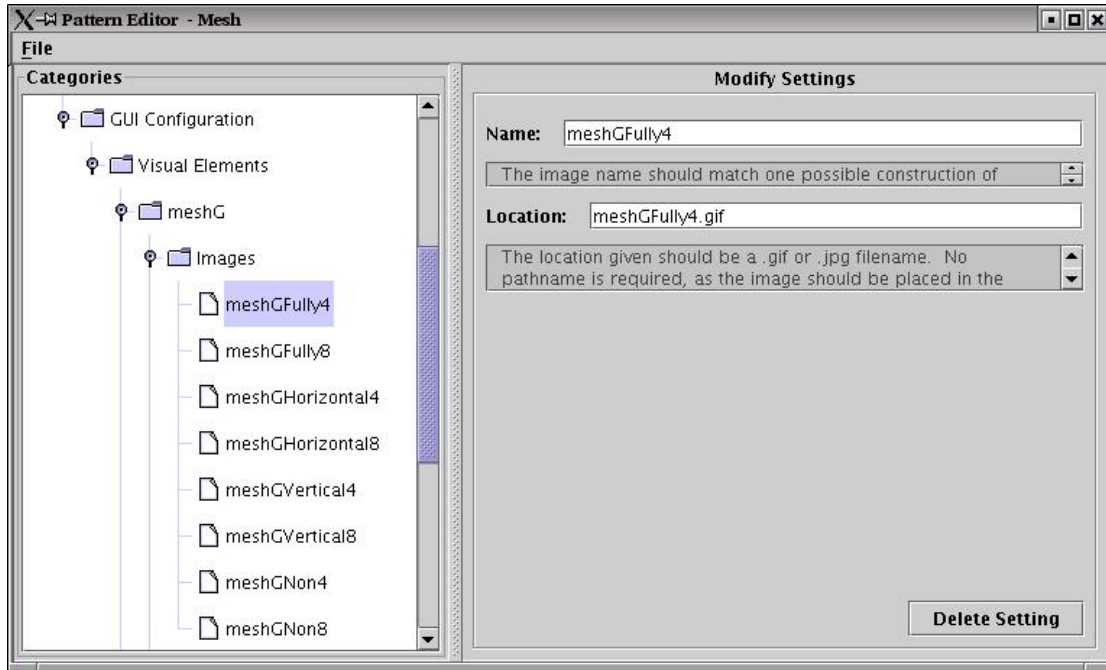 Pattern Editor - Mesh
File
Categories
GUI Configuration
Visual Elements
meshG
Images
meshGFully4
meshGFully8
meshGHorizontal4
meshGHorizontal8
meshGVertical4
meshGVertical8
meshGNon4
meshGNon8
Modify Settings
Name: meshGFully4
The image name should match one possible construction of
Location: meshGFully4.gif
The location given should be a .gif or .jpg filename. No
pathname is required, as the image should be placed in the
Delete Setting